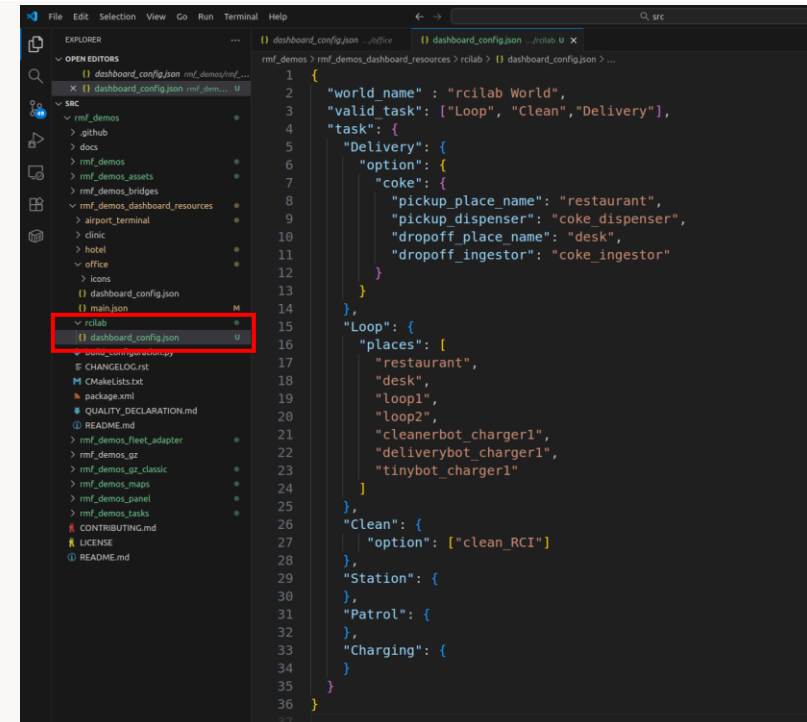 File Edit Selection View Go Run Terminal Help
src
EXPLORER
OPEN EDITORS
{} dashboard_config.json rmf_demos/rmf_...
{} dashboard_config.json rmf_dem... U
SRC
rmf_demos
.github
docs
rmf_demos
rmf_demos_assets
rmf_demos_bridges
rmf_demos_dashboard_resources
airport_terminal
clinic
hotel
office
icons
{} dashboard_config.json
{} main.json M
rcilab
{} dashboard_config.json U
build_configuration.py
CHANGELOG.rst
CMakeLists.txt
package.xml
QUALITY_DECLARATION.md
README.md
rmf_demos_fleet_adapter
rmf_demos_gz
rmf_demos_gz_classic
rmf_demos_maps
rmf_demos_panel
rmf_demos_tasks
CONTRIBUTING.md
LICENSE
README.md
{} dashboard_config.json .../office {} dashboard_config.json .../rcilab U
rmf_demos > rmf_demos_dashboard_resources > rcilab > {} dashboard_config.json > ...
1 {
2 "world_name" : "rcilab World",
3 "valid_task": ["Loop", "Clean","Delivery"],
4 "task": {
5 "Delivery": {
6 "option": {
7 "coke": {
8 "pickup_place_name": "restaurant",
9 "pickup_dispenser": "coke_dispenser",
10 "dropoff_place_name": "desk",
11 "dropoff_ingestor": "coke_ingestor"
12 }
13 }
14 },
15 "Loop": {
16 "places": [
17 "restaurant",
18 "desk",
19 "loop1",
20 "loop2",
21 "cleanerbot_charger1",
22 "deliverybot_charger1",
23 "tinybot_charger1"
24 ]
25 },
26 "Clean": {
27 "option": ["clean_RCI"]
28 },
29 "Station": {
30 },
31 "Patrol": {
32 },
33 "Charging": {
34 }
35 }
36 }